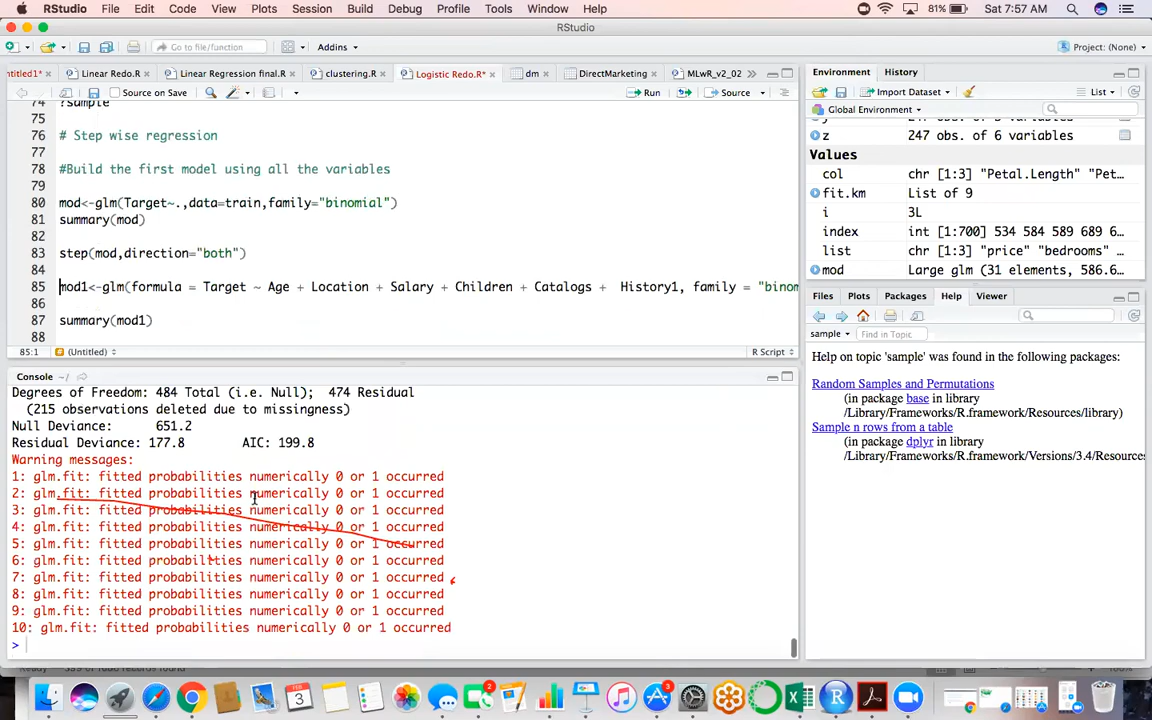 RStudio File Edit Code View Plots Session Build Debug Profile Tools Window Help 81% Sat 7:57 AM
RStudio
Go to file/function Addins Project: (None)
ntitled1* Linear Redo.R Linear Regression final.R clustering.R Logistic Redo.R* dm DirectMarketing MLwR_v2_02
Source on Save Run Source
74 ?sample
75
76 # Step wise regression
77
78 #Build the first model using all the variables
79
80 mod<-glm(Target~.,data=train,family="binomial")
81 summary(mod)
82
83 step(mod,direction="both")
84
85 mod1<-glm(formula = Target ~ Age + Location + Salary + Children + Catalogs + History1, family = "binom
86
87 summary(mod1)
88
85:1 (Untitled) R Script
Console ~/
Degrees of Freedom: 484 Total (i.e. Null); 474 Residual
(215 observations deleted due to missingness)
Null Deviance: 651.2
Residual Deviance: 177.8 AIC: 199.8
Warning messages:
1: glm.fit: fitted probabilities numerically 0 or 1 occurred
2: glm.fit: fitted probabilities numerically 0 or 1 occurred
3: glm.fit: fitted probabilities numerically 0 or 1 occurred
4: glm.fit: fitted probabilities numerically 0 or 1 occurred
5: glm.fit: fitted probabilities numerically 0 or 1 occurred
6: glm.fit: fitted probabilities numerically 0 or 1 occurred
7: glm.fit: fitted probabilities numerically 0 or 1 occurred
8: glm.fit: fitted probabilities numerically 0 or 1 occurred
9: glm.fit: fitted probabilities numerically 0 or 1 occurred
10: glm.fit: fitted probabilities numerically 0 or 1 occurred
>
Environment History
Import Dataset List
Global Environment
z 247 obs. of 6 variables
Values
col chr [1:3] "Petal.Length" "Pet…
fit.km List of 9
i 3L
index int [1:700] 534 584 589 689 6…
list chr [1:3] "price" "bedrooms" …
mod Large glm (31 elements, 586.6…
Files Plots Packages Help Viewer
sample Find in Topic
Help on topic 'sample' was found in the following packages:
Random Samples and Permutations
(in package base in library
/Library/Frameworks/R.framework/Resources/library)
Sample n rows from a table
(in package dplyr in library
/Library/Frameworks/R.framework/Versions/3.4/Resources
MAR
3
2
3